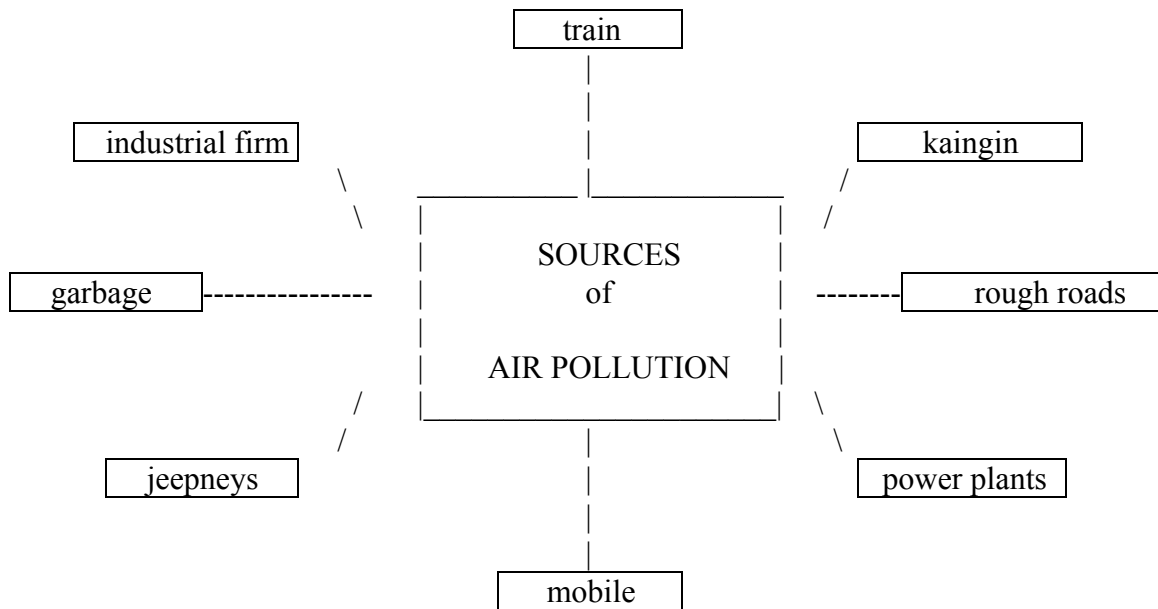 train
industrial firm
kaingin
SOURCES
of
garbage
rough roads
AIR POLLUTION
jeepneys
power plants
mobile